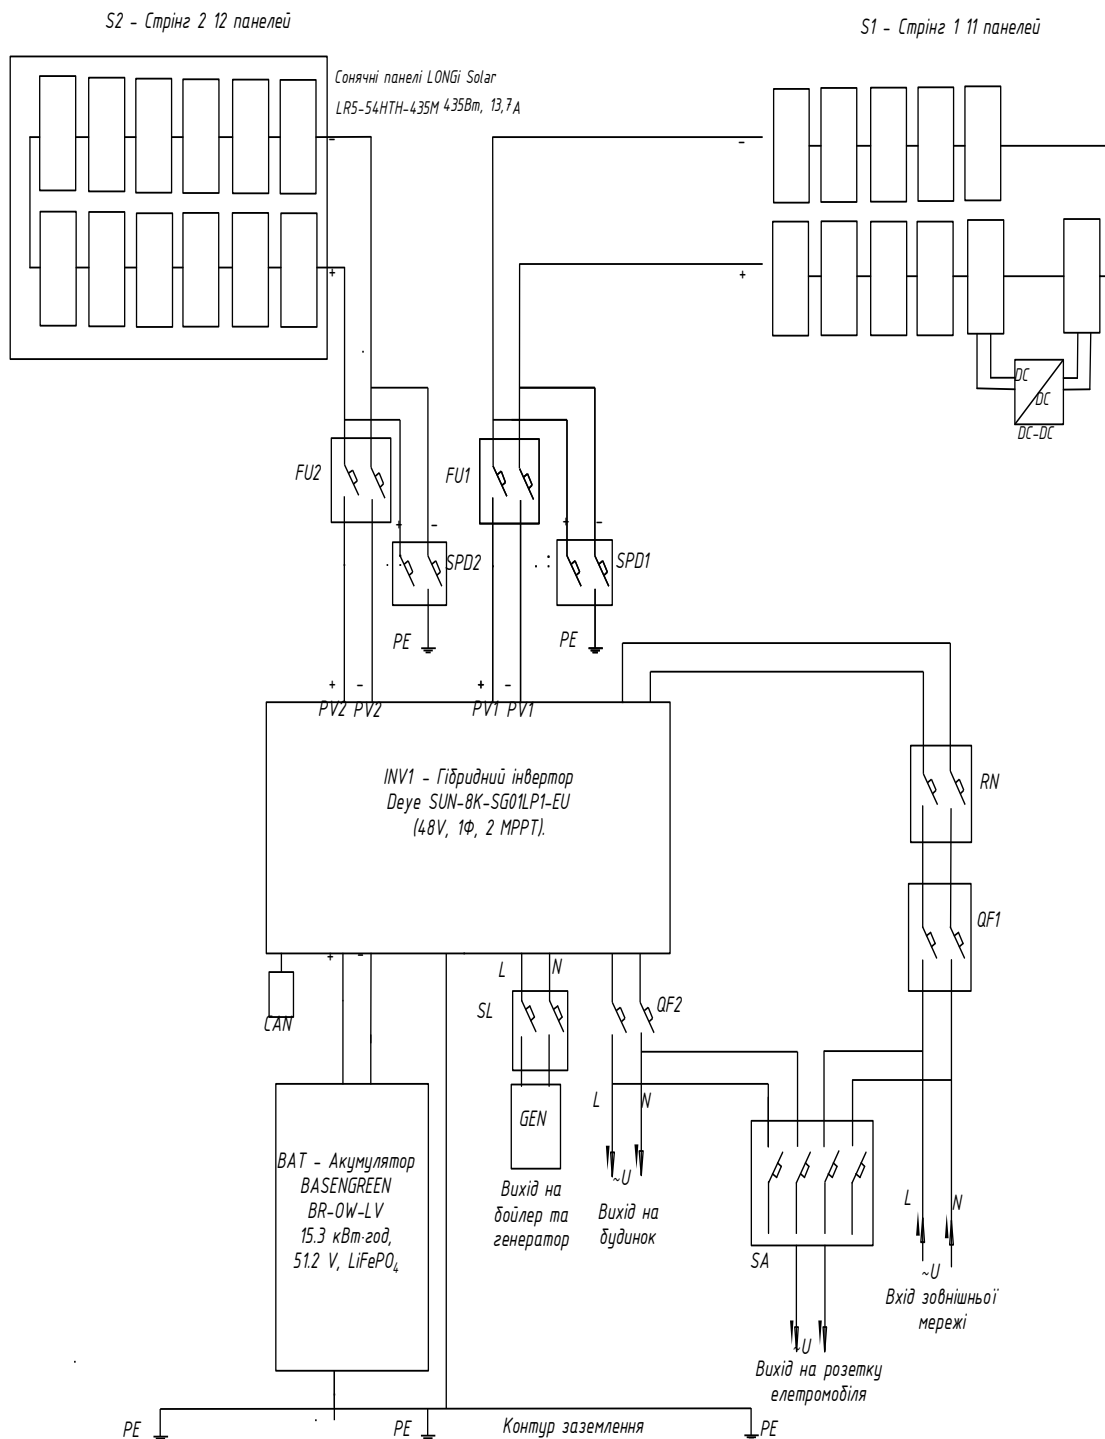 S2 - Стрінг 2 12 панелей
S1 - Стрінг 1 11 панелей
Сонячні панелі LONGi Solar
LR5-54HTH-435M 435Вт, 13,7А
-
+
-
+
DC
DC
DC-DC
FU2
FU1
+ -
+ -
SPD2
SPD1
PE
PE
+ -
+ -
PV2 PV2
PV1 PV1
INV1 - Гібридний інвертор
Deye SUN-8K-SG01LP1-EU
(48V, 1Ф, 2 MPPT).
RN
QF1
+ -
L
N
CAN
SL
QF2
GEN
L
N
BAT - Акумулятор
BASENGREEN
BR-0W-LV
15.3 кВт·год,
51.2 V, LiFePO₄
Вихід на
бойлер та
генератор
~U
Вихід на
будинок
SA
L
N
~U
Вхід зовнішньої
мережі
~U
Вихід на розетку
елетромобіля
PE
PE
Контур заземлення
PE